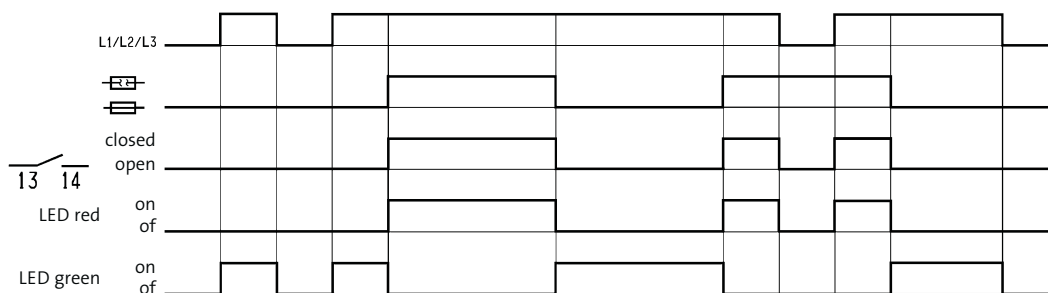 L1/L2/L3
closed
open
13 14
LED red
on
of
LED green
on
of